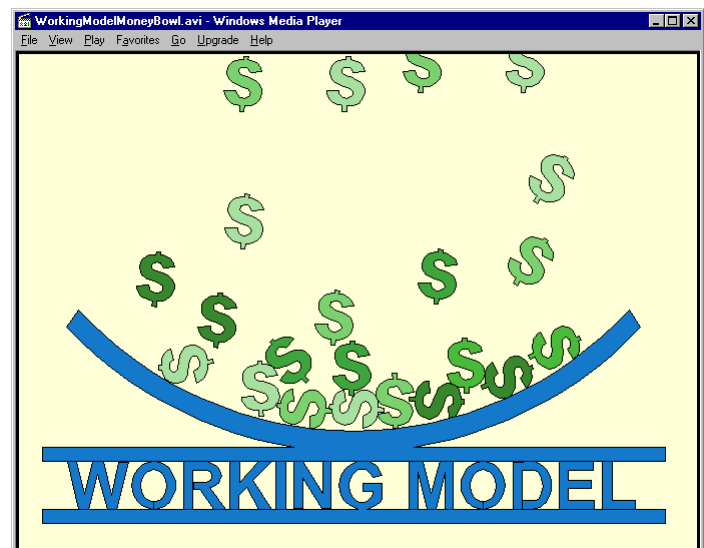 WorkingModelMoneyBowl.avi - Windows Media Player
File View Play Favorites Go Upgrade Help
$ $ $ $
$
$
$
$ $
$ $
$ $ $ $ $ $
$ $ $ $ $
WORKING MODEL